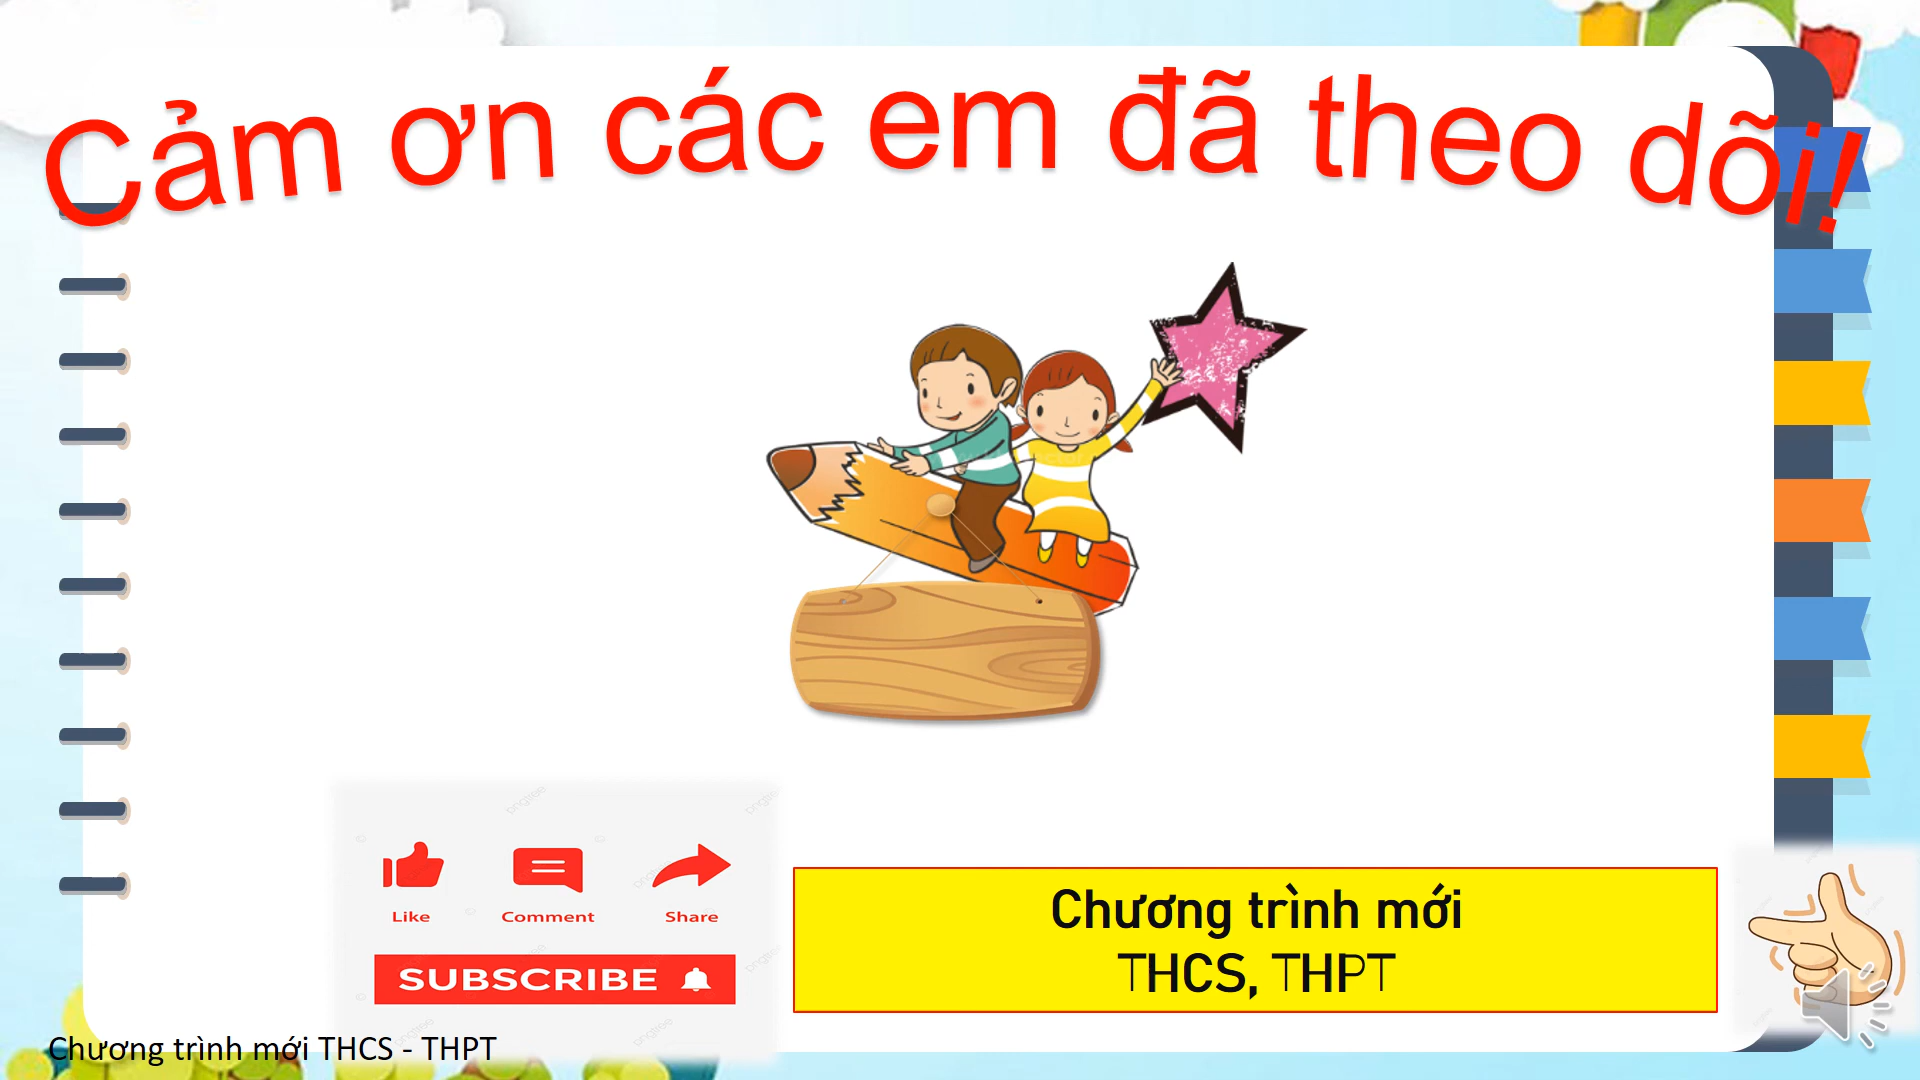 Cảm ơn các em đã theo dõi!
Like
Comment
Share
SUBSCRIBE
Chương trình mới
THCS, THPT
Chương trình mới THCS - THPT